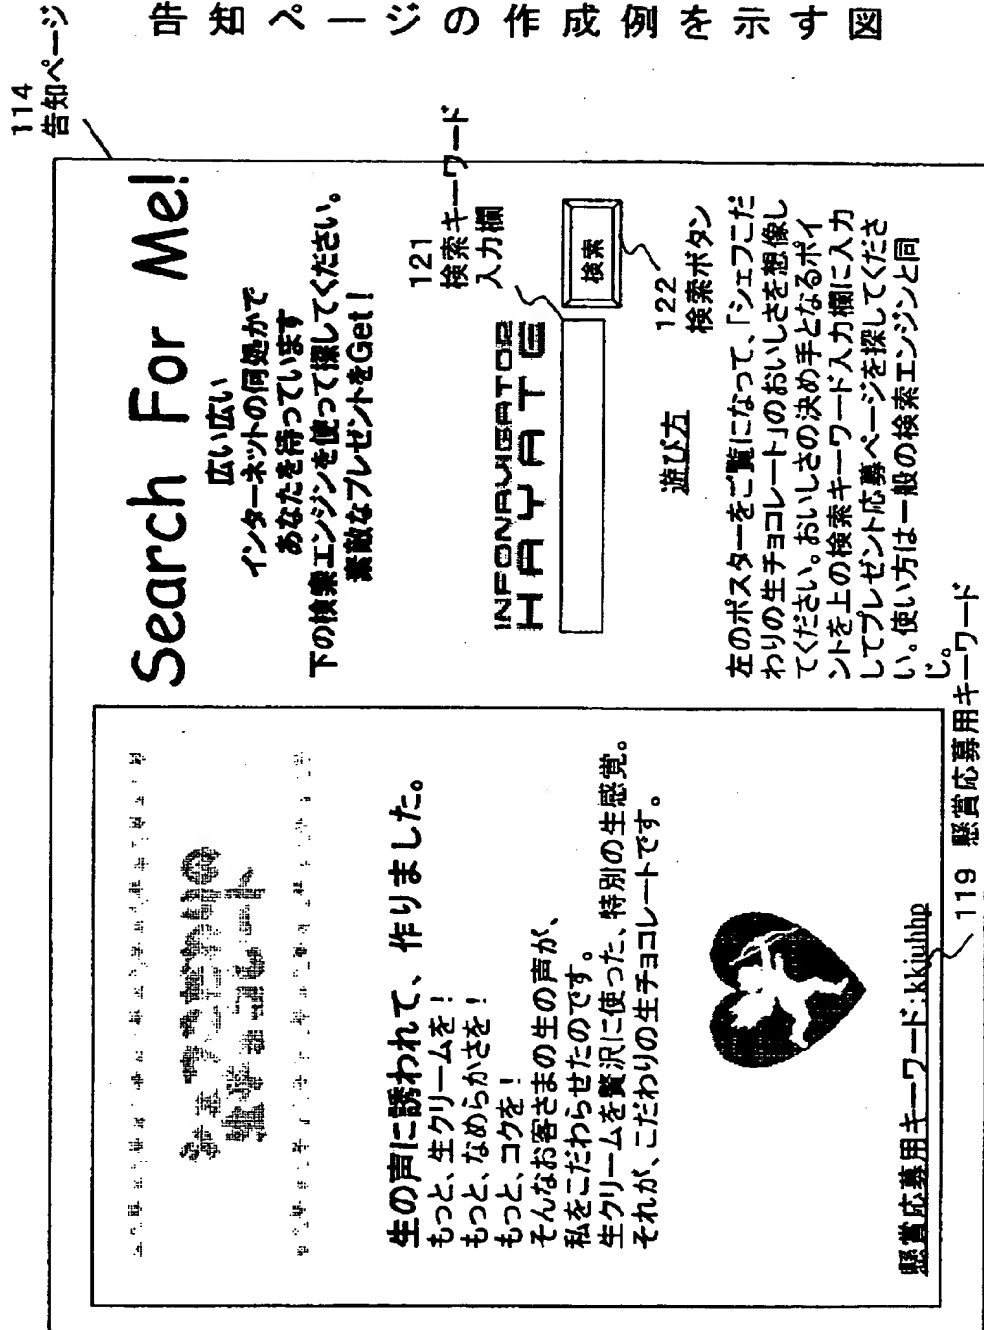 告知ページの作成例を示す図
114
告知ページ
生の声に誘われて、作りました。
もっと、生クリームを!
もっと、なめらかさを!
もっと、コクを!
そんなお客さまの生の声が、
私をこだわらせたのです。
生クリームを贅沢に使った、特別の生感覚。
それが、こだわりの生チョコレートです。
懸賞応募用キーワード:kkjuhhp
119 懸賞応募用キーワード
Search For Me!
広い広い
インターネットの何処かで
あなたを待っています
下の検索エンジンを使って探してください。
素敵なプレゼントをGet!
121
検索キーワード
入力欄
INFONAVIGATOR
HAYATE
検索
122
検索ボタン
遊び方
左のポスターをご覧になって、「シェフこだ
わりの生チョコレート」のおいしさを想像し
てください。おいしさの決め手となるポイ
ントを上の検索キーワード入力欄に入力
してプレゼント応募ページを探してくださ
い。使い方は一般の検索エンジンと同
じ。